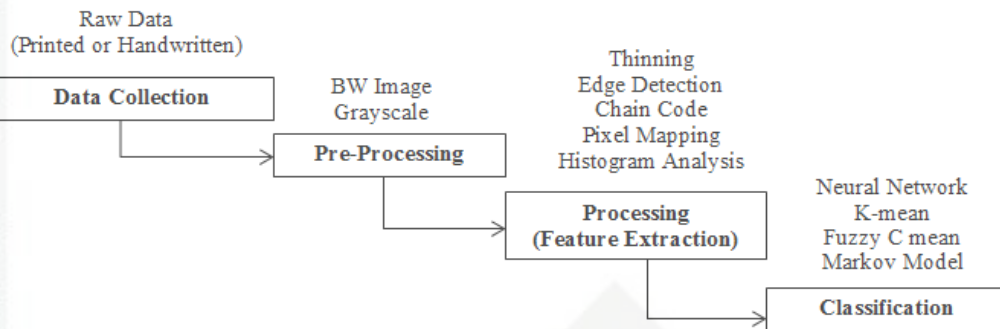 Raw Data
(Printed or Handwritten)
Data Collection
BW Image
Grayscale
Pre-Processing
Thinning
Edge Detection
Chain Code
Pixel Mapping
Histogram Analysis
Processing
(Feature Extraction)
Neural Network
K-mean
Fuzzy C mean
Markov Model
Classification